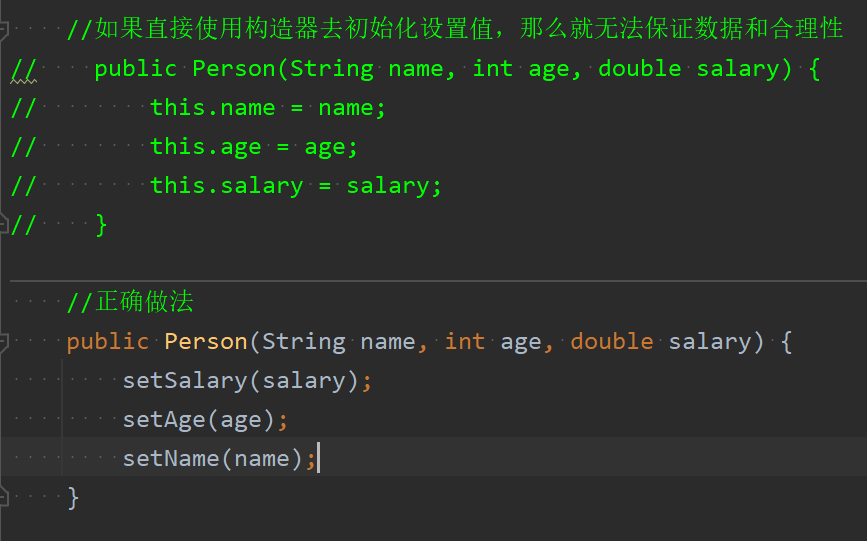 //如果直接使用构造器去初始化设置值，那么就无法保证数据和合理性
//    public Person(String name, int age, double salary) {
//        this.name = name;
//        this.age = age;
//        this.salary = salary;
//    }
    //正确做法
    public Person(String name, int age, double salary) {
        setSalary(salary);
        setAge(age);
        setName(name);
    }